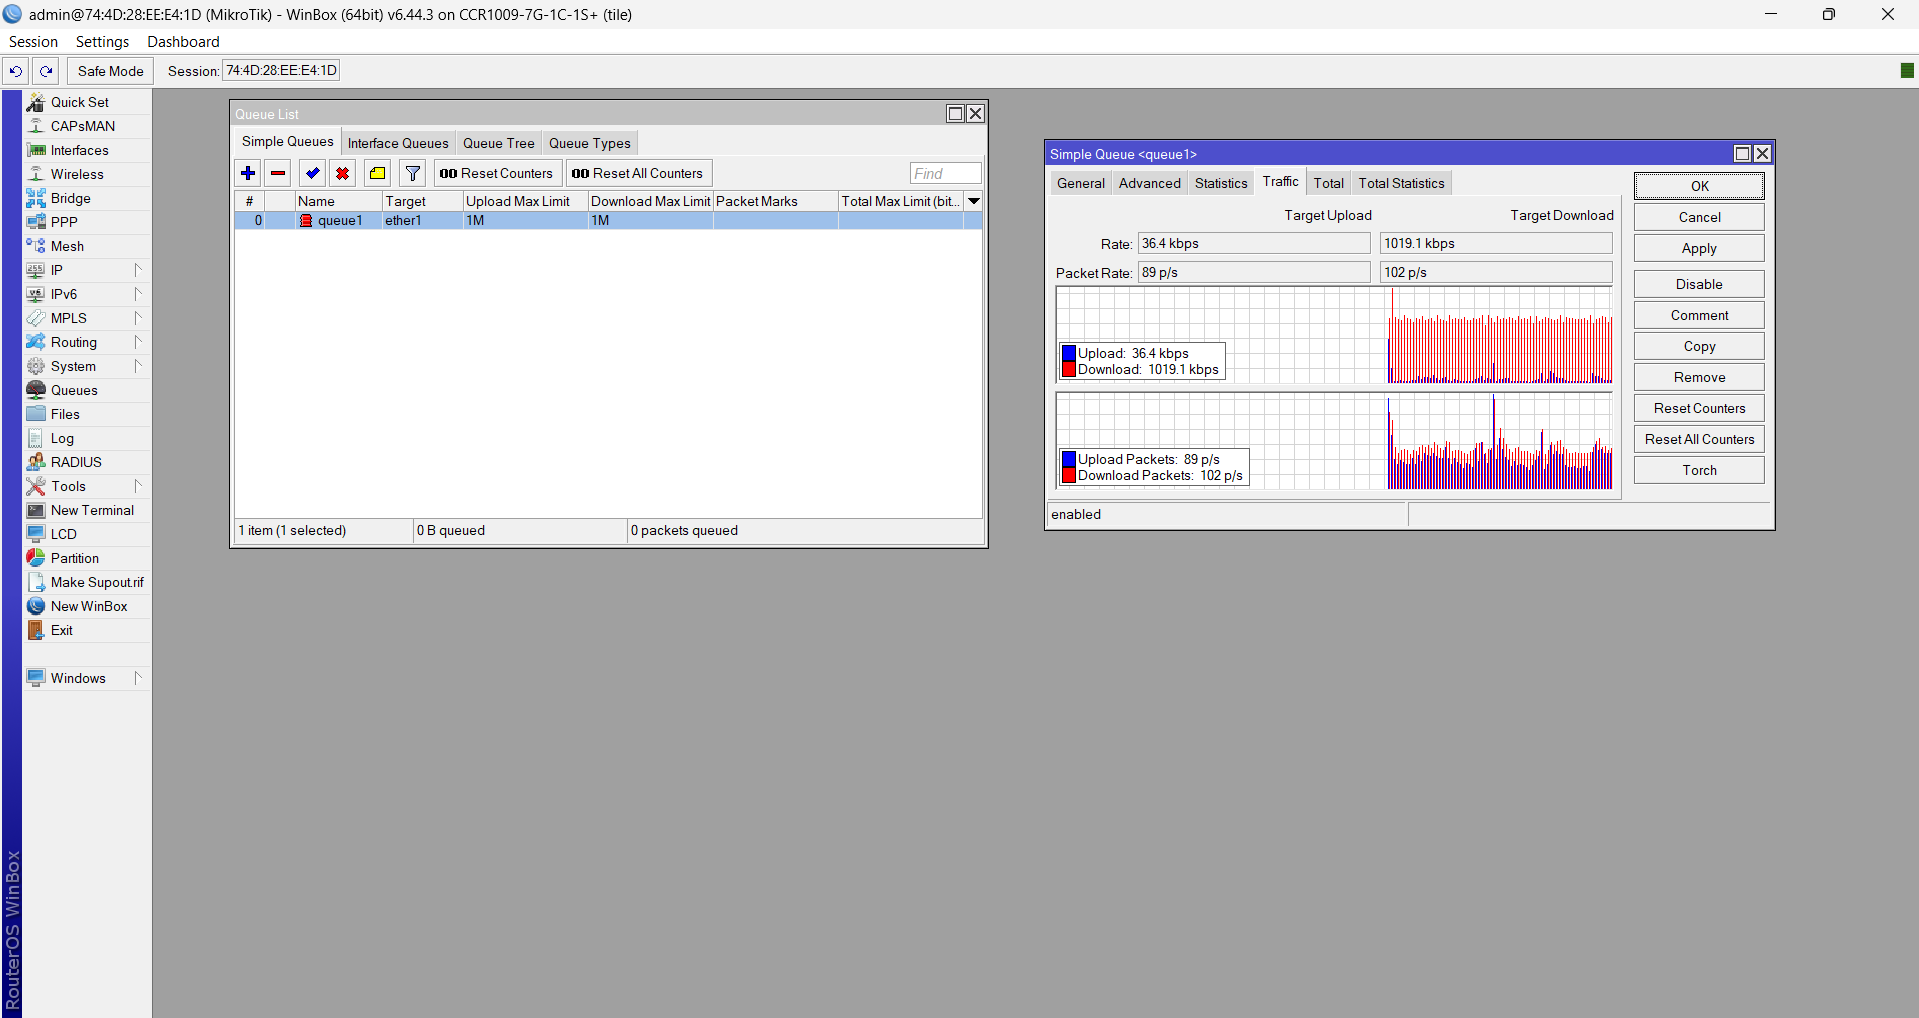 admin@74:4D:28:EE:E4:1D (MikroTik) - WinBox (64bit) v6.44.3 on CCR1009-7G-1C-1S+ (tile)
Session Settings Dashboard
Safe Mode Session: 74:4D:28:EE:E4:1D
Quick Set
CAPsMAN
Interfaces
Wireless
Bridge
PPP
Mesh
IP
IPv6
MPLS
Routing
System
Queues
Files
Log
RADIUS
Tools
New Terminal
LCD
Partition
Make Supout.rif
New WinBox
Exit
Windows
RouterOS WinBox
Queue List
Simple Queues Interface Queues Queue Tree Queue Types
00 Reset Counters 00 Reset All Counters Find
# Name Target Upload Max Limit Download Max Limit Packet Marks Total Max Limit (bit...
0 queue1 ether1 1M 1M
1 item (1 selected) 0 B queued 0 packets queued
Simple Queue <queue1>
General Advanced Statistics Traffic Total Total Statistics
Target Upload Target Download
Rate: 36.4 kbps 1019.1 kbps
Packet Rate: 89 p/s 102 p/s
Upload: 36.4 kbps
Download: 1019.1 kbps
Upload Packets: 89 p/s
Download Packets: 102 p/s
enabled
OK
Cancel
Apply
Disable
Comment
Copy
Remove
Reset Counters
Reset All Counters
Torch